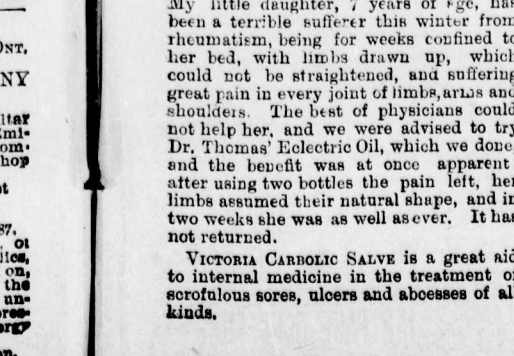 ONT.
NY
My little daughter, 7 years of age, has
been a terrible sufferer this winter from
rheumatism, being for weeks confined to
her bed, with limbs drawn up, which
could not be straightened, and suffering
great pain in every joint of limbs, arms and
shoulders. The best of physicians could
not help her, and we were advised to try
Dr. Thomas' Eclectric Oil, which we done,
and the benefit was at once apparent
after using two bottles the pain left, her
limbs assumed their natural shape, and in
two weeks she was as well as ever. It has
not returned.
VICTORIA CARBOLIC SALVE is a great aid
to internal medicine in the treatment of
scrofulous sores, ulcers and abcesses of al
kinds.